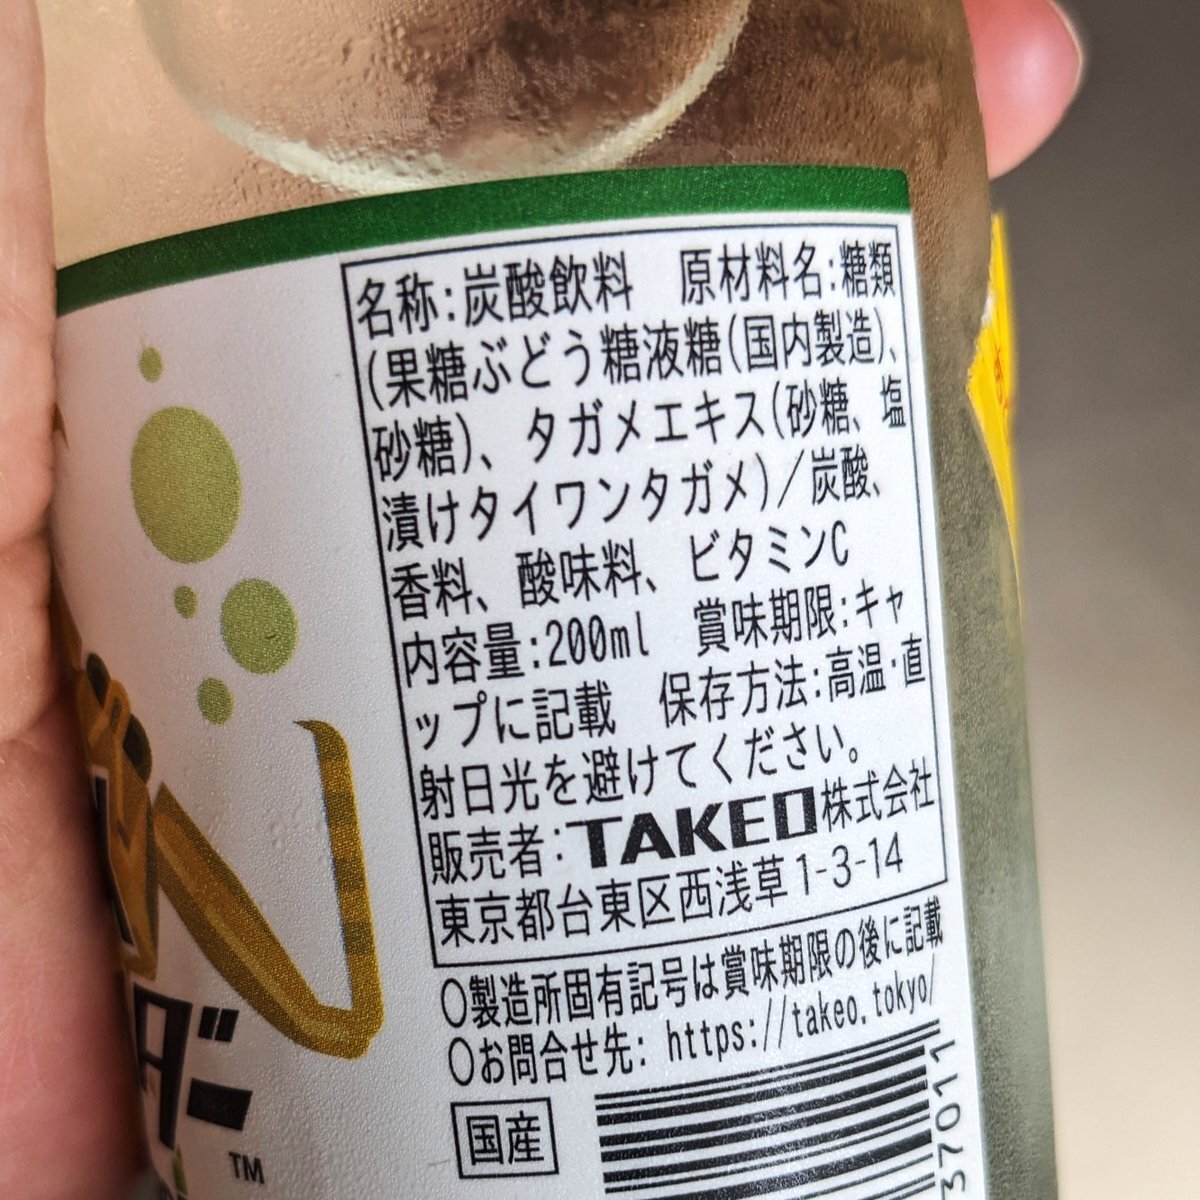 名称:炭酸飲料 原材料名:糖類
(果糖ぶどう糖液糖(国内製造)、
砂糖)、タガメエキス(砂糖、塩
漬けタイワンタガメ)/炭酸、
香料、酸味料、ビタミンC
内容量:200ml 賞味期限:キャ
ップに記載 保存方法:高温・直
射日光を避けてください。
販売者:TAKEO株式会社
東京都台東区西浅草1-3-14
○製造所固有記号は賞味期限の後に記載
○お問合せ先: https://takeo.tokyo/
国産
37011
ダー
TM